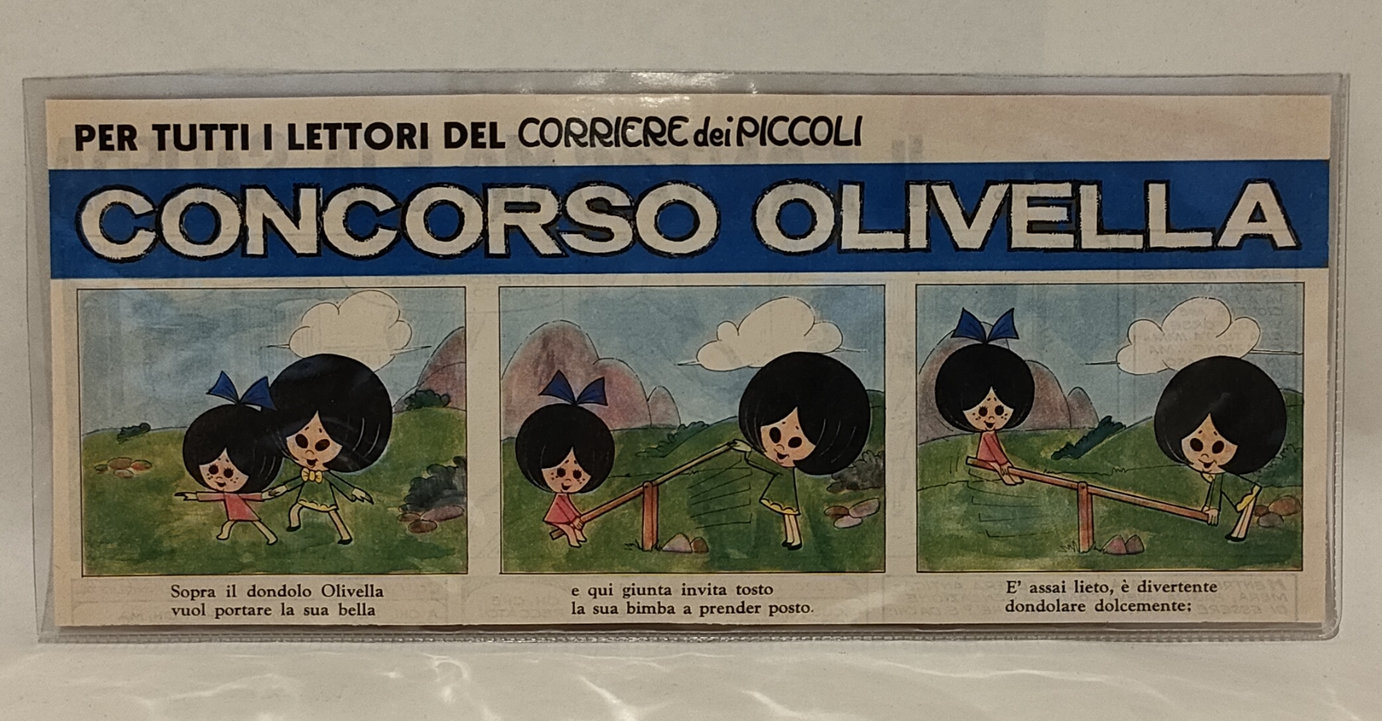 PER TUTTI I LETTORI DEL CORRIERE dei PICCOLI
CONCORSO OLIVELLA
Sopra il dondolo Olivella
vuol portare la sua bella
e qui giunta invita tosto
la sua bimba a prender posto.
E' assai lieto, è divertente
dondolare dolcemente;